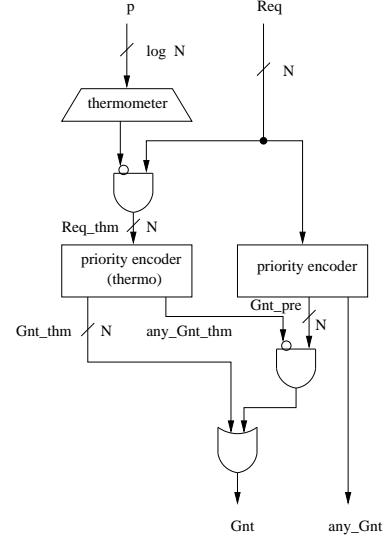 p
Req
log N
N
thermometer
Req_thm
N
priority encoder
(thermo)
priority encoder
Gnt_pre
Gnt_thm
N
any_Gnt_thm
N
Gnt
any_Gnt